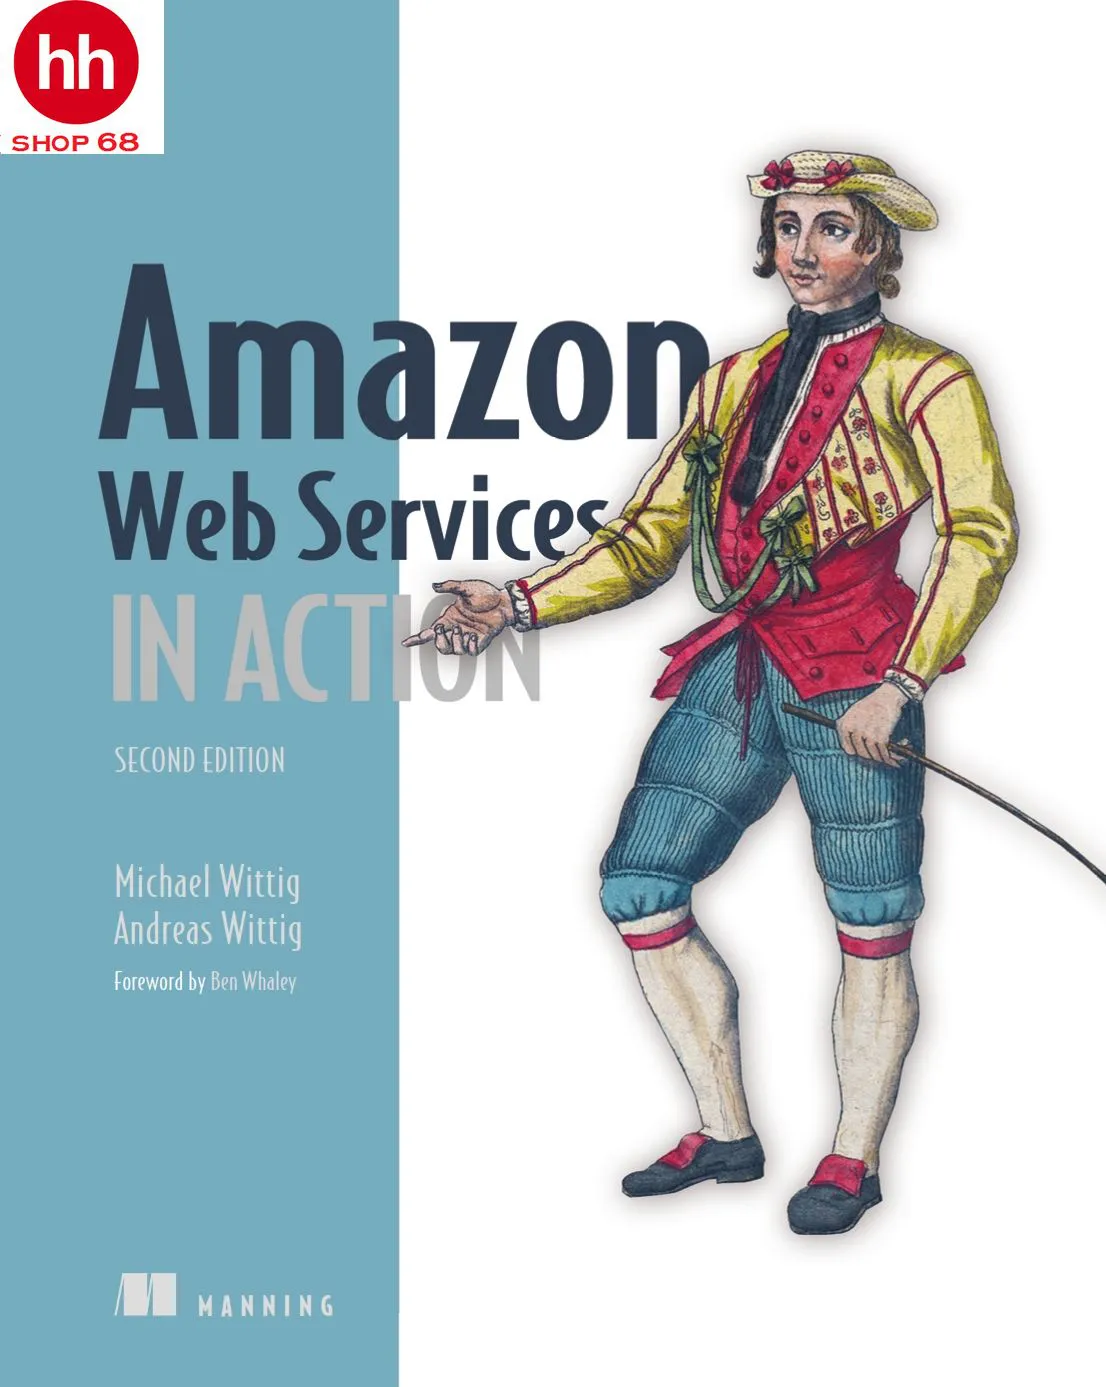 hh
SHOP 68
Amazon
Web Services
IN ACTION
SECOND EDITION
Michael Wittig
Andreas Wittig
Foreword by Ben Whaley
MANNING